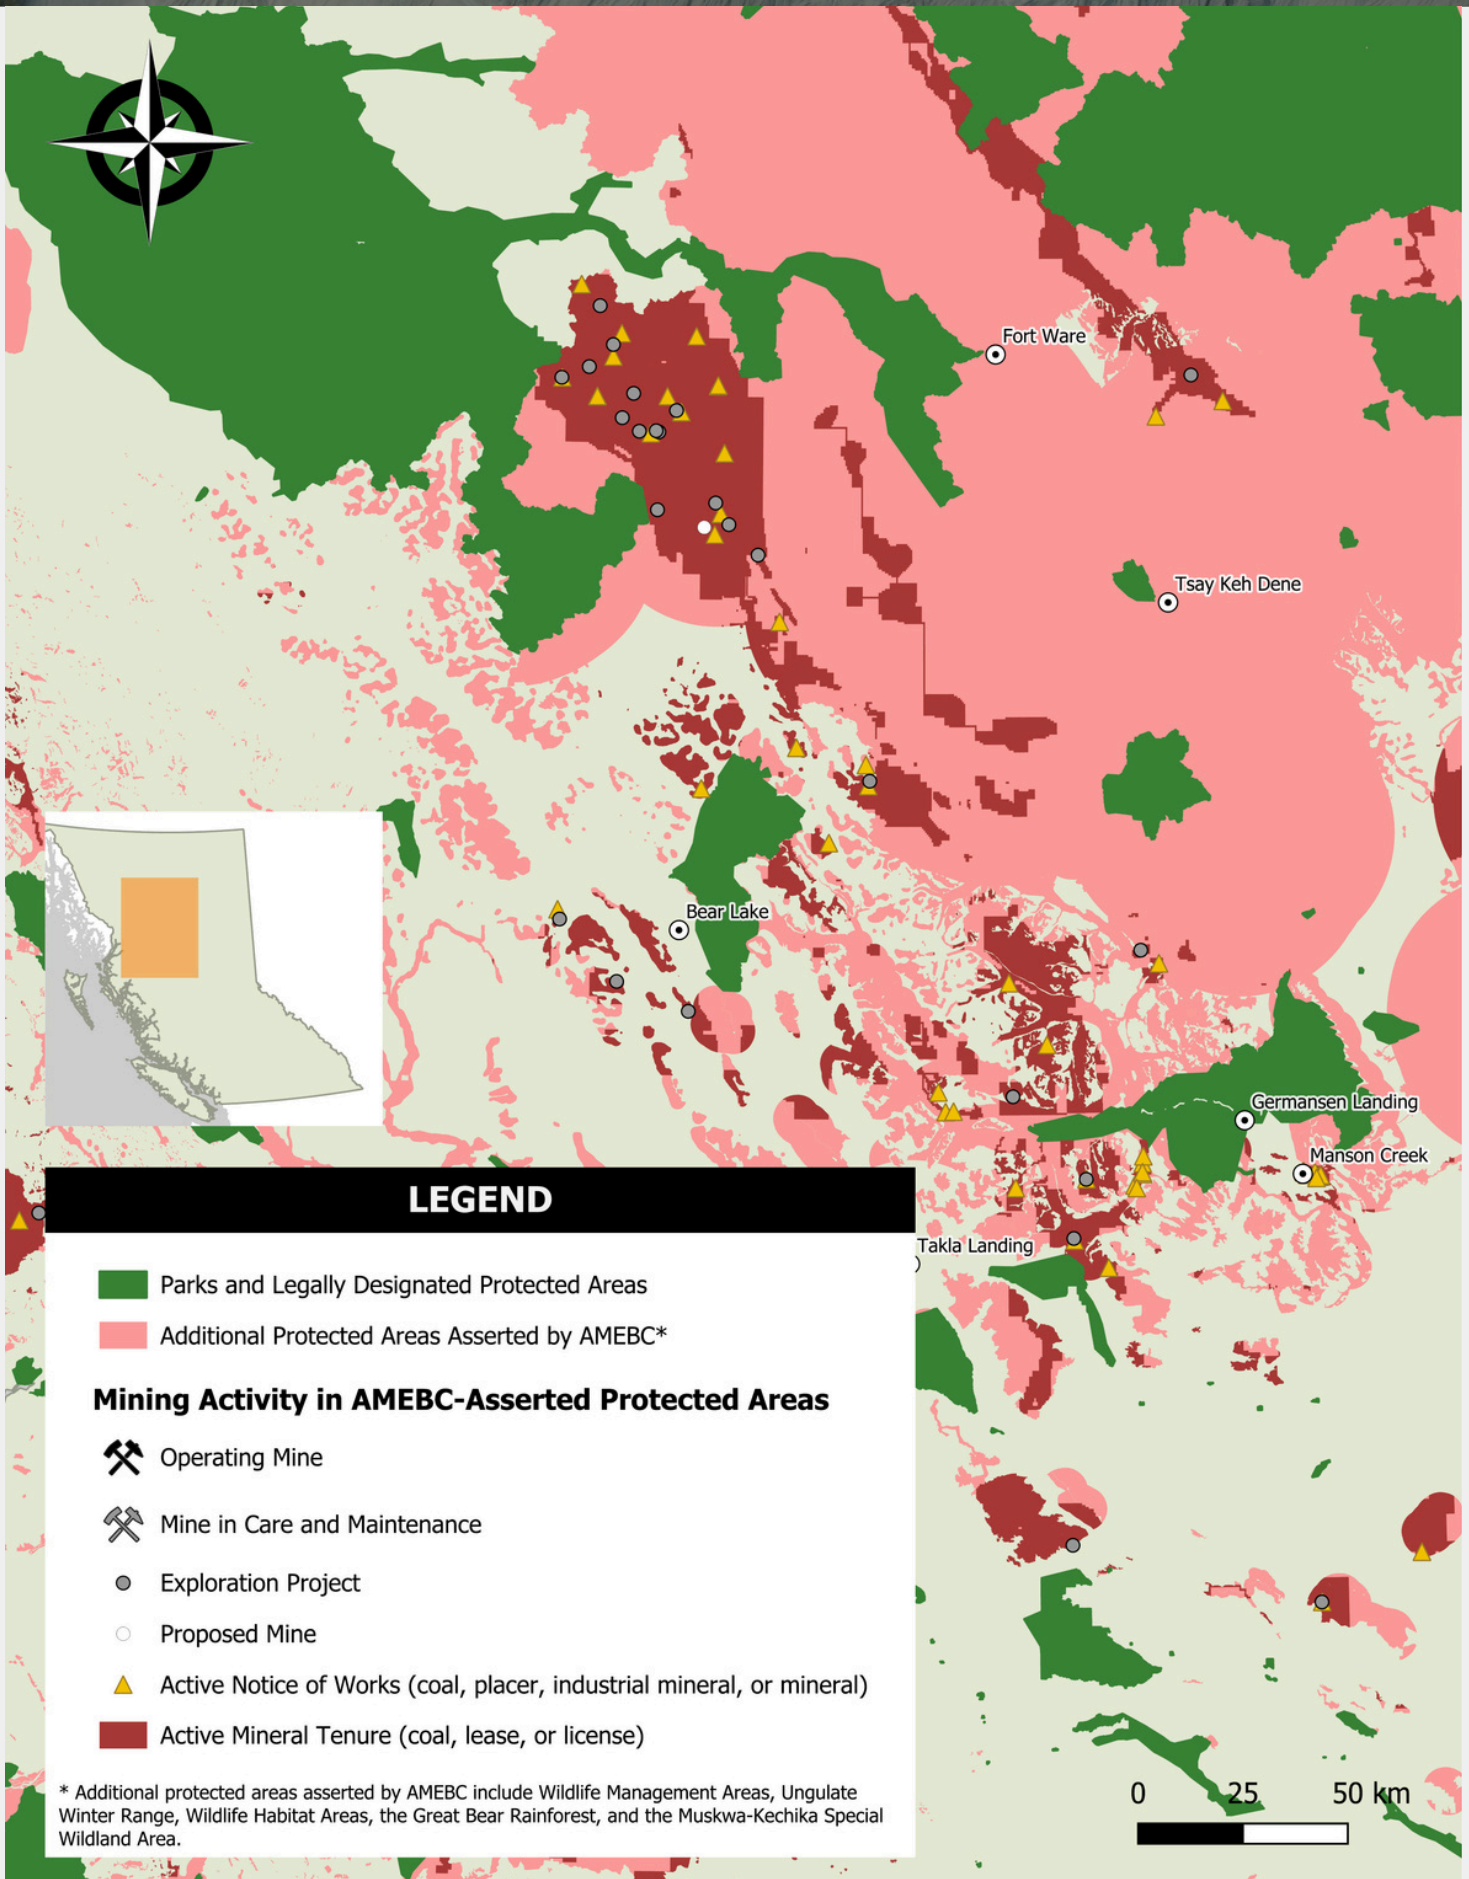 Fort Ware
Tsay Keh Dene
Bear Lake
Germansen Landing
Manson Creek
Takla Landing
LEGEND
Parks and Legally Designated Protected Areas
Additional Protected Areas Asserted by AMEBC*
Mining Activity in AMEBC-Asserted Protected Areas
Operating Mine
Mine in Care and Maintenance
Exploration Project
Proposed Mine
Active Notice of Works (coal, placer, industrial mineral, or mineral)
Active Mineral Tenure (coal, lease, or license)
* Additional protected areas asserted by AMEBC include Wildlife Management Areas, Ungulate
Winter Range, Wildlife Habitat Areas, the Great Bear Rainforest, and the Muskwa-Kechika Special
Wildland Area.
0 25 50 km